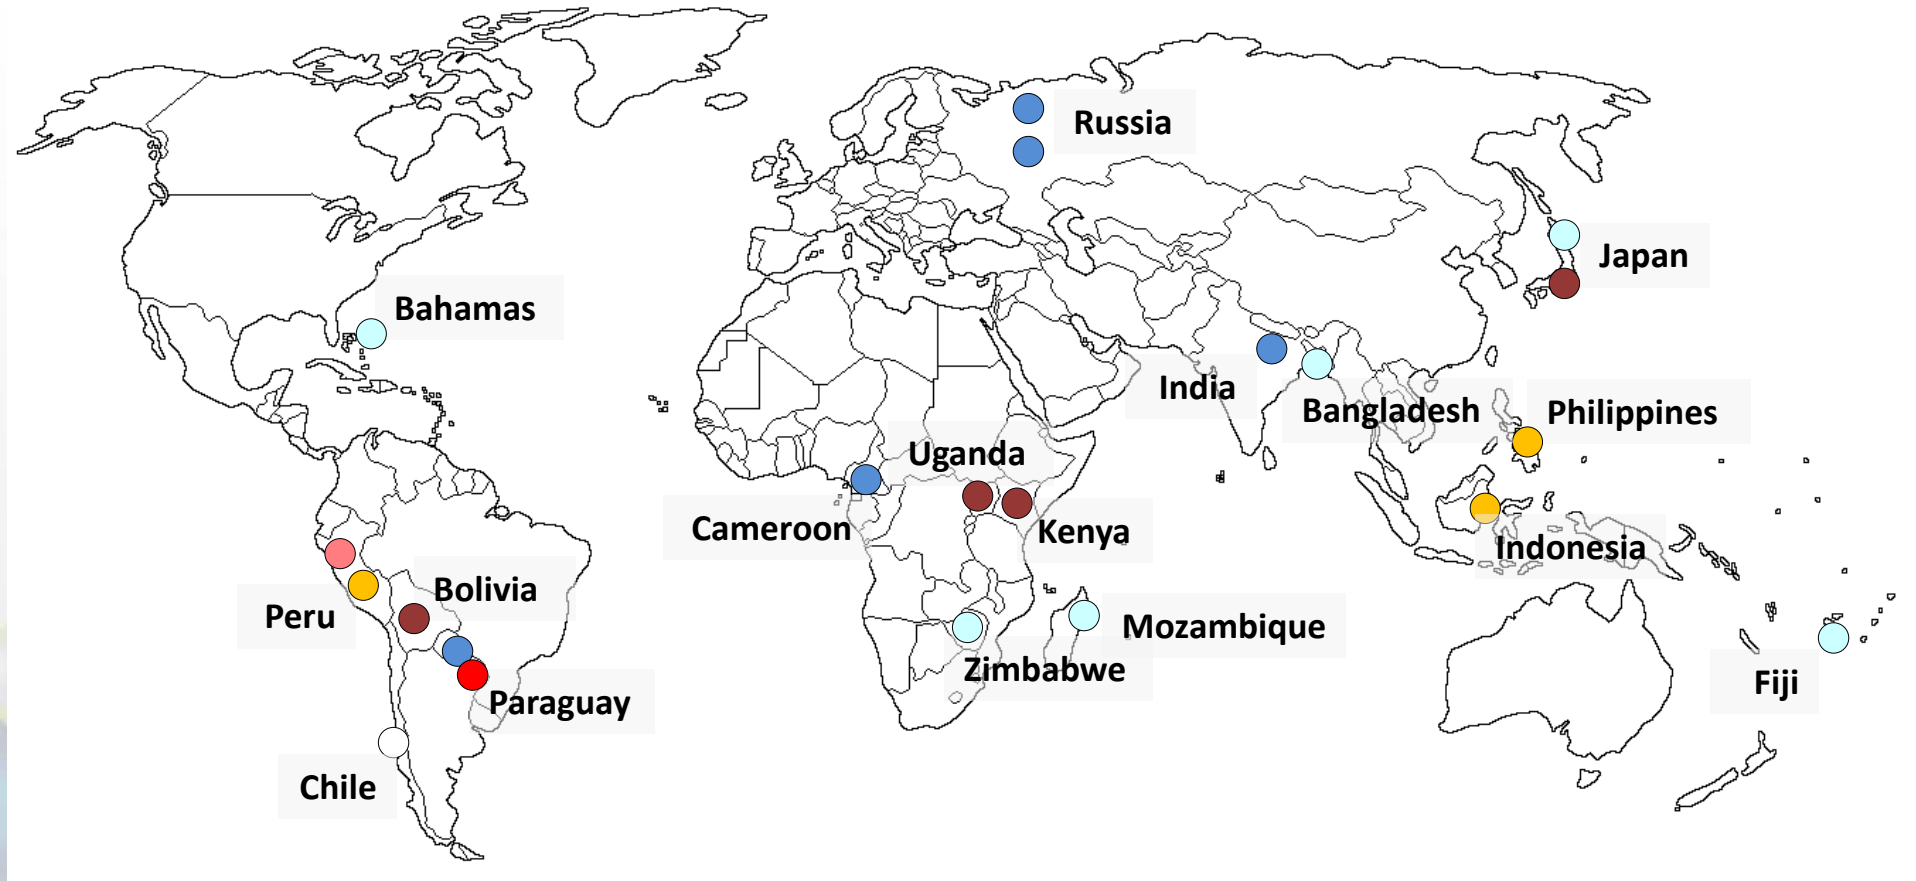 Russia
Japan
Bahamas
India
Bangladesh
Philippines
Uganda
Cameroon
Kenya
Indonesia
Bolivia
Peru
Mozambique
Zimbabwe
Fiji
Paraguay
Chile